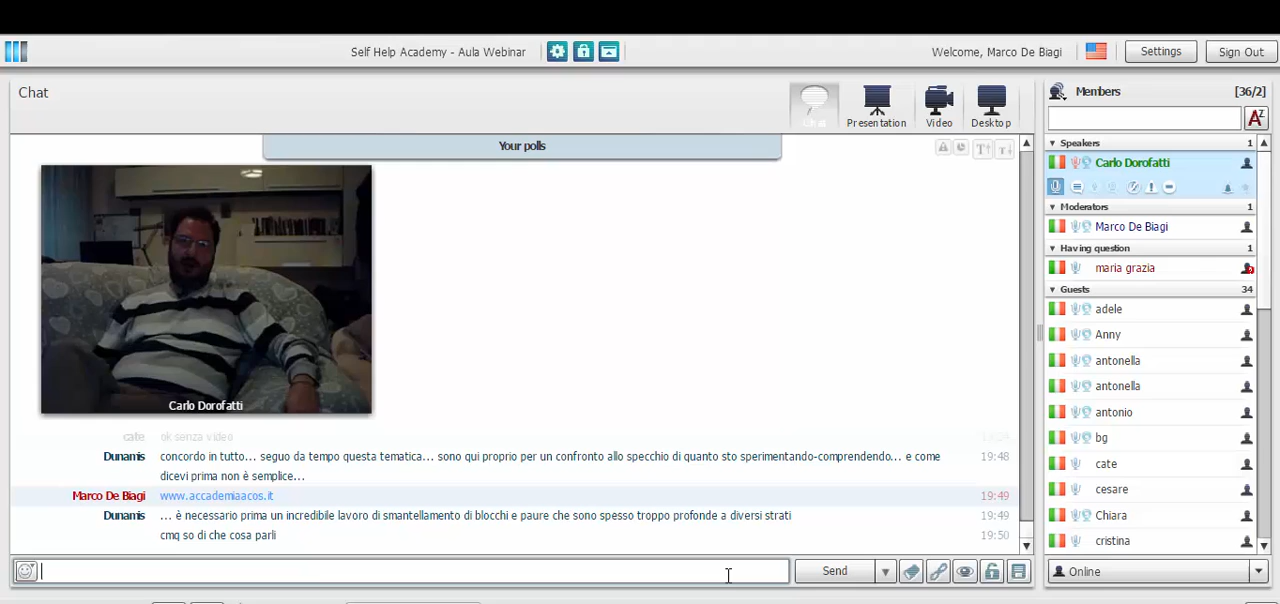 Self Help Academy - Aula Webinar
Welcome, Marco De Biagi
Settings
Sign Out
Chat
Chat
Presentation
Video
Desktop
Members
[36/2]
Your polls
Speakers 1
Carlo Dorofatti
Moderators 1
Marco De Biagi
Having question 1
maria grazia
Guests 34
adele
Anny
antonella
antonella
antonio
bg
cate
cesare
Chiara
cristina
Online
Carlo Dorofatti
cate ok senza video
Dunamis concordo in tutto... seguo da tempo questa tematica... sono qui proprio per un confronto allo specchio di quanto sto sperimentando-comprendendo... e come 19:48
dicevi prima non è semplice...
Marco De Biagi www.accademiaacos.it 19:49
Dunamis ... è necessario prima un incredibile lavoro di smantellamento di blocchi e paure che sono spesso troppo profonde a diversi strati 19:49
cmq so di che cosa parli 19:50
Send